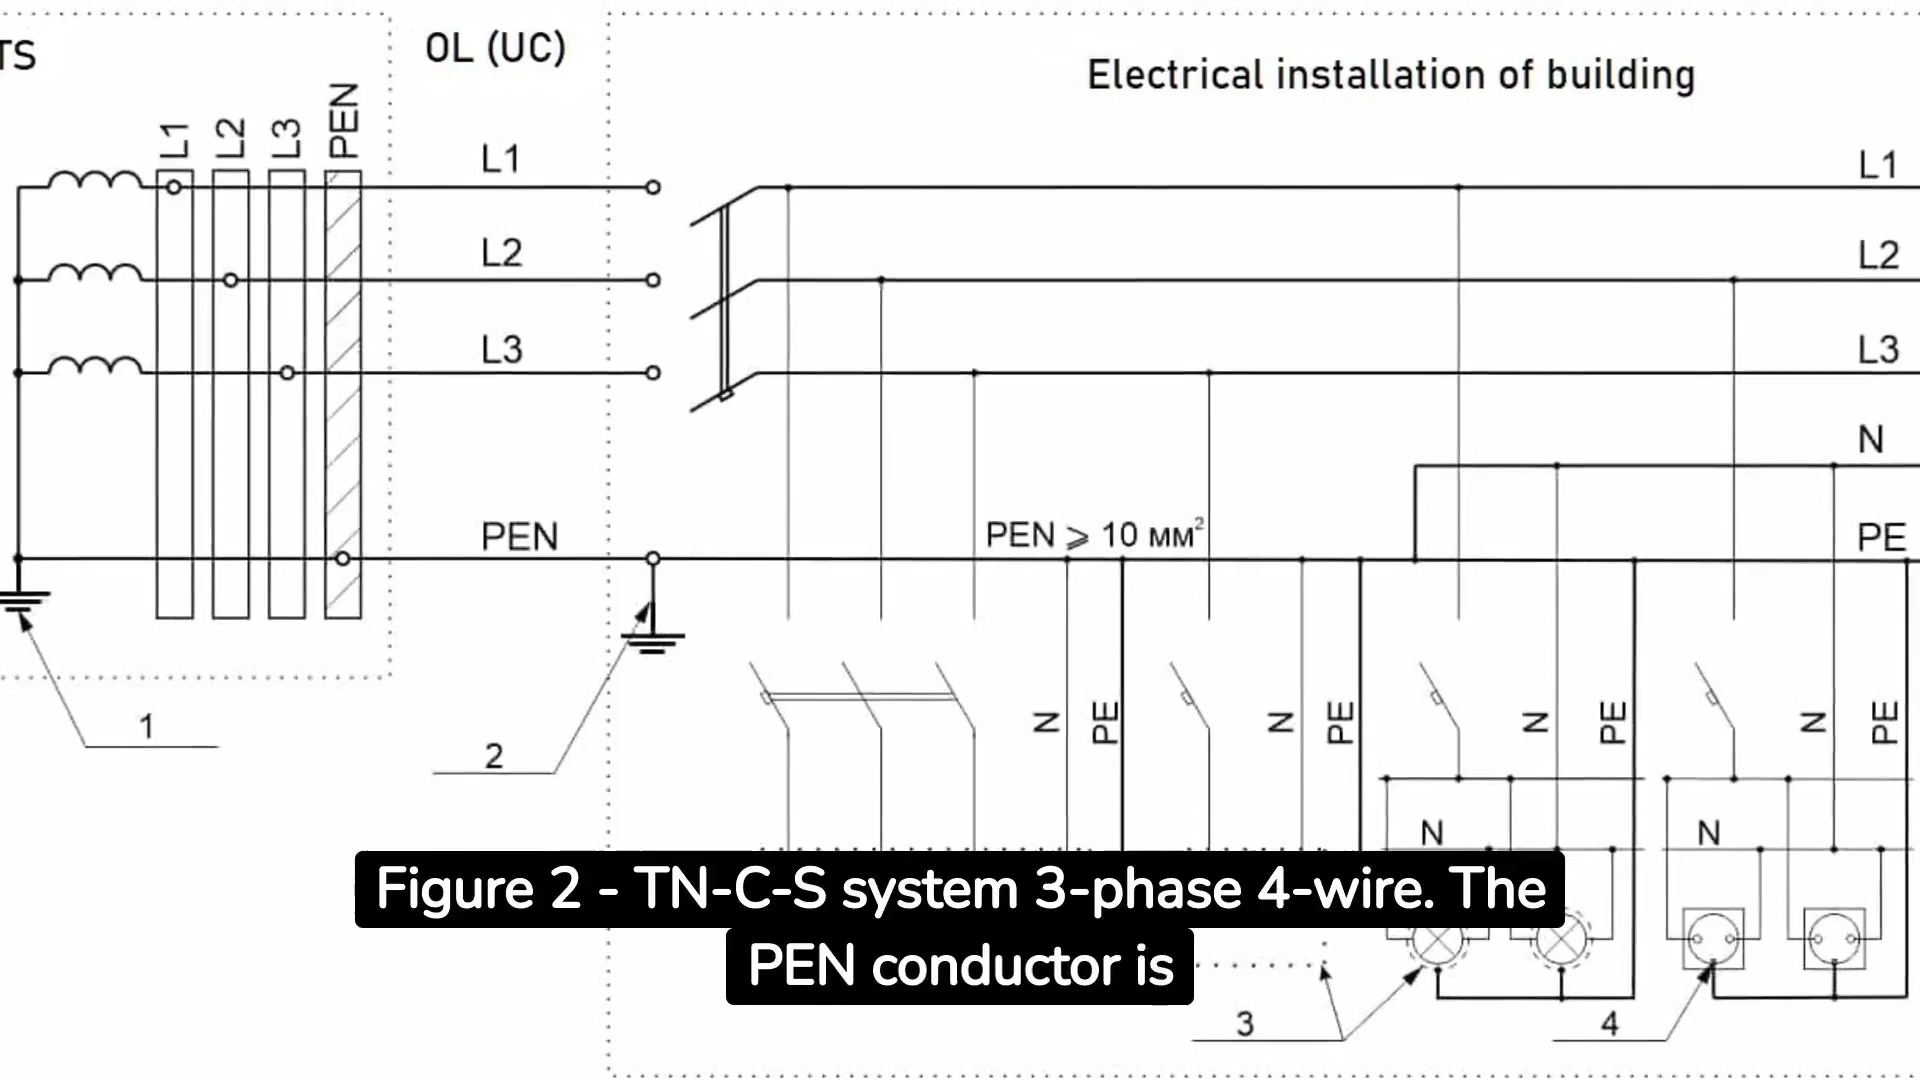 TS
OL (UC)
Electrical installation of building
L1
L2
L3
PEN
L1
L1
L2
L2
L3
L3
N
PEN
PEN ⩾ 10 мм²
PE
N
PE
N
PE
N
PE
N
PE
1
2
N
N
Figure 2 - TN-C-S system 3-phase 4-wire. The
PEN conductor is
3
4